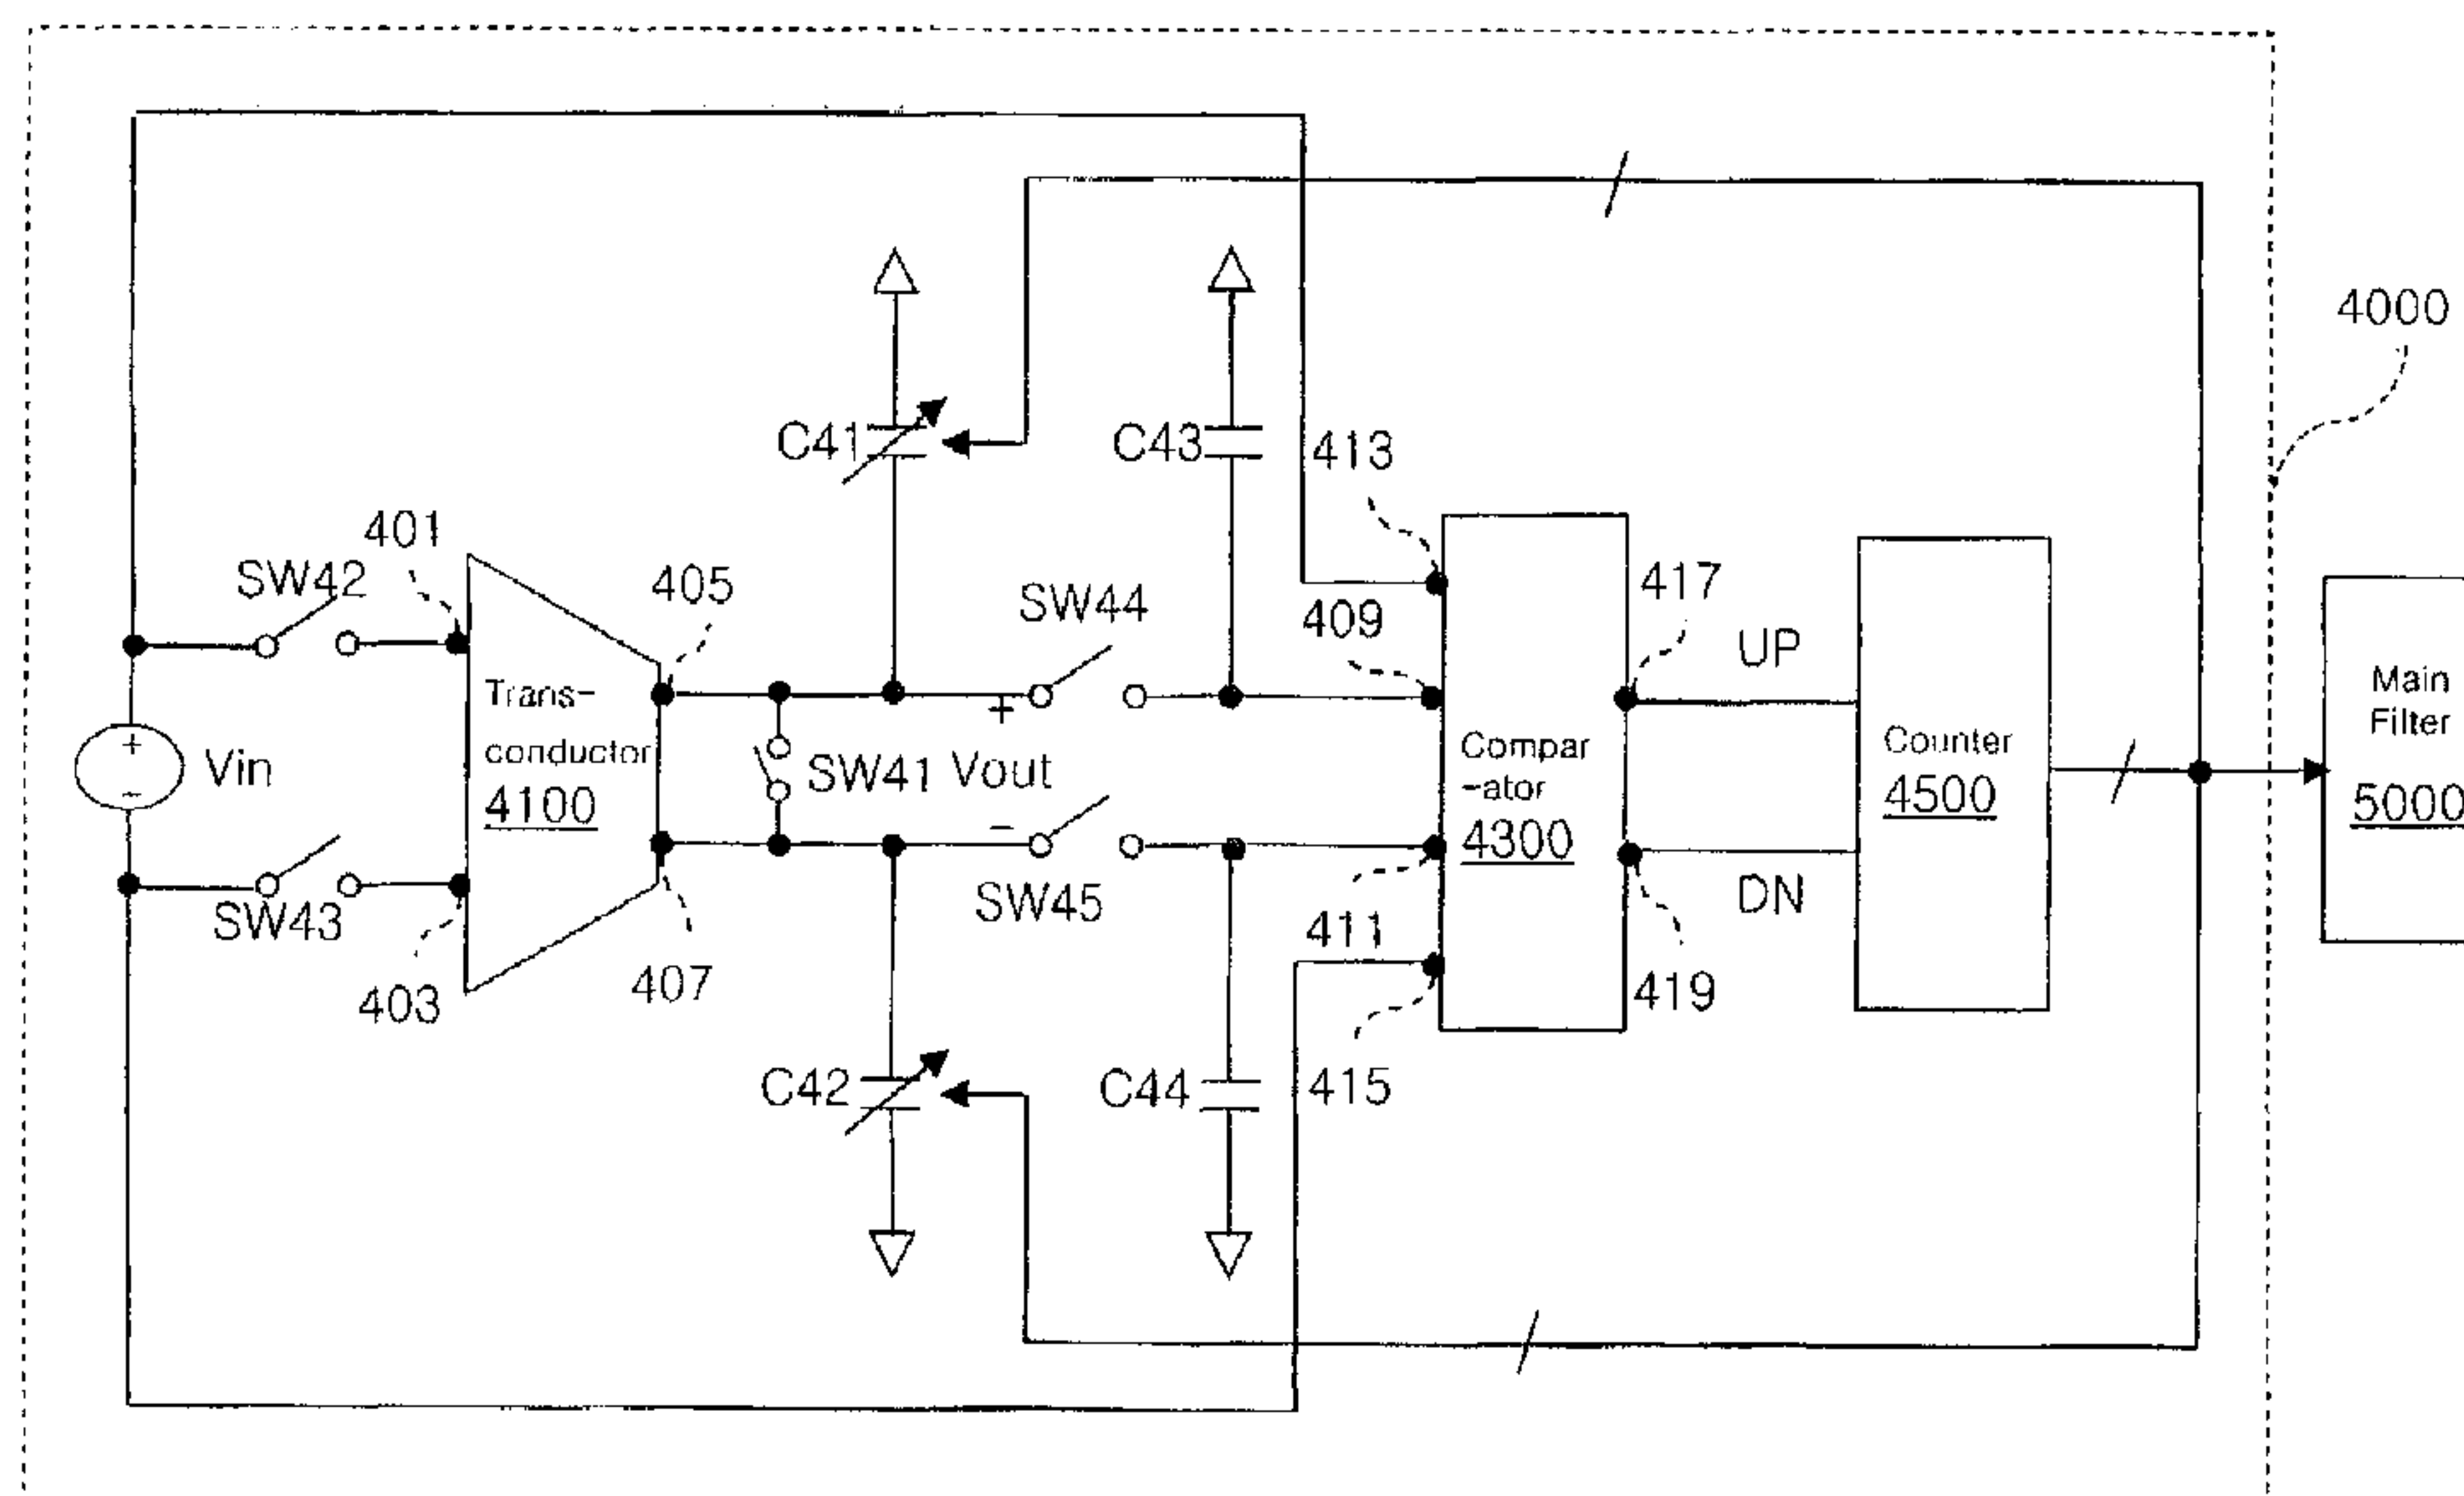 4000
C41
C43
413
401
SW42
405
SW44
409
417
UP
Trans-
conductor
4100
+
-
Vin
SW41
+
Vout
-
Compar
-ator
4300
Counter
4500
Main
Filter
5000
SW43
SW45
411
DN
403
407
419
C42
C44
415